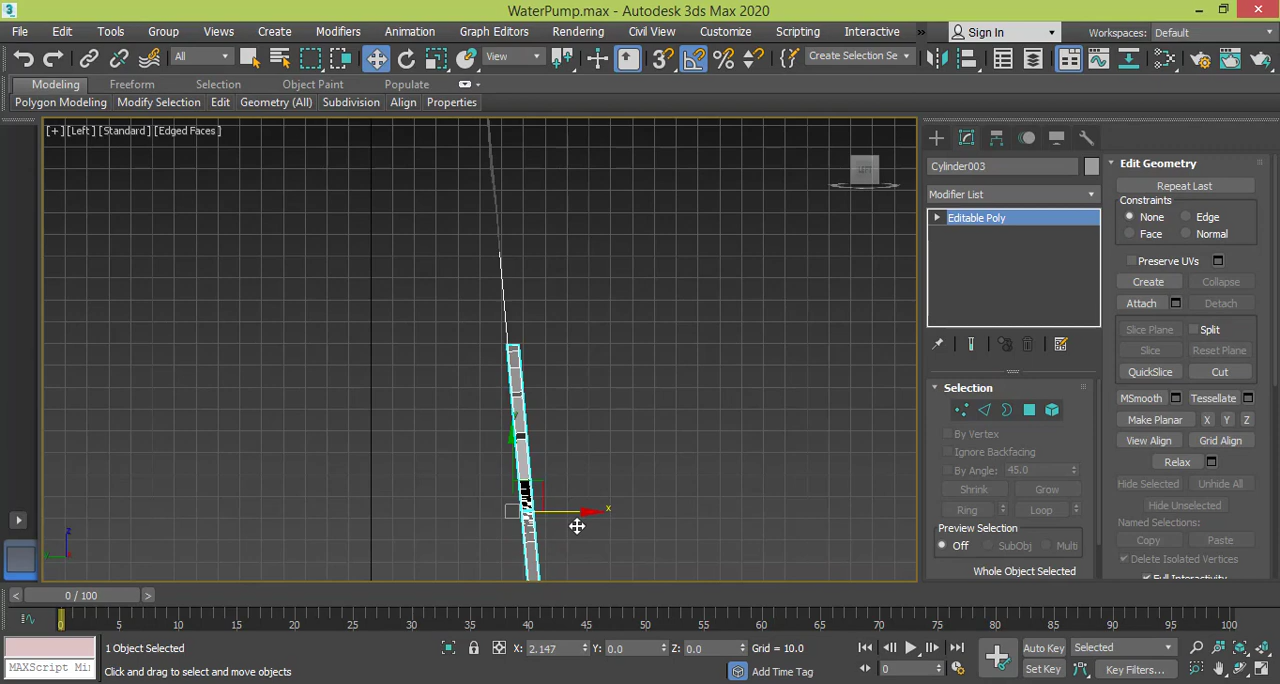 WaterPump.max - Autodesk 3ds Max 2020
File Edit Tools Group Views Create Modifiers Animation Graph Editors Rendering Civil View Customize Scripting Interactive » Sign In Workspaces: Default
All View Create Selection Se
Modeling Freeform Selection Object Paint Populate
Polygon Modeling Modify Selection Edit Geometry (All) Subdivision Align Properties
[+] [Left] [Standard] [Edged Faces]
LEFT
x
z
Cylinder003
Modifier List
Editable Poly
Selection
By Vertex
Ignore Backfacing
By Angle: 45.0
Shrink Grow
Ring Loop
Preview Selection
Off SubObj Multi
Whole Object Selected
Edit Geometry
Repeat Last
Constraints
None Edge
Face Normal
Preserve UVs
Create Collapse
Attach Detach
Slice Plane Split
Slice Reset Plane
QuickSlice Cut
MSmooth Tessellate
Make Planar X Y Z
View Align Grid Align
Relax
Hide Selected Unhide All
Hide Unselected
Named Selections:
Copy Paste
Delete Isolated Vertices
Full Interactivity
< 0 / 100 >
0 5 10 15 20 25 30 35 40 45 50 55 60 65 70 75 80 85 90 95 100
MAXScript Mi
1 Object Selected
Click and drag to select and move objects
X: 2.147 Y: 0.0 Z: 0.0 Grid = 10.0
Add Time Tag
0
Auto Key Selected
Set Key Key Filters...